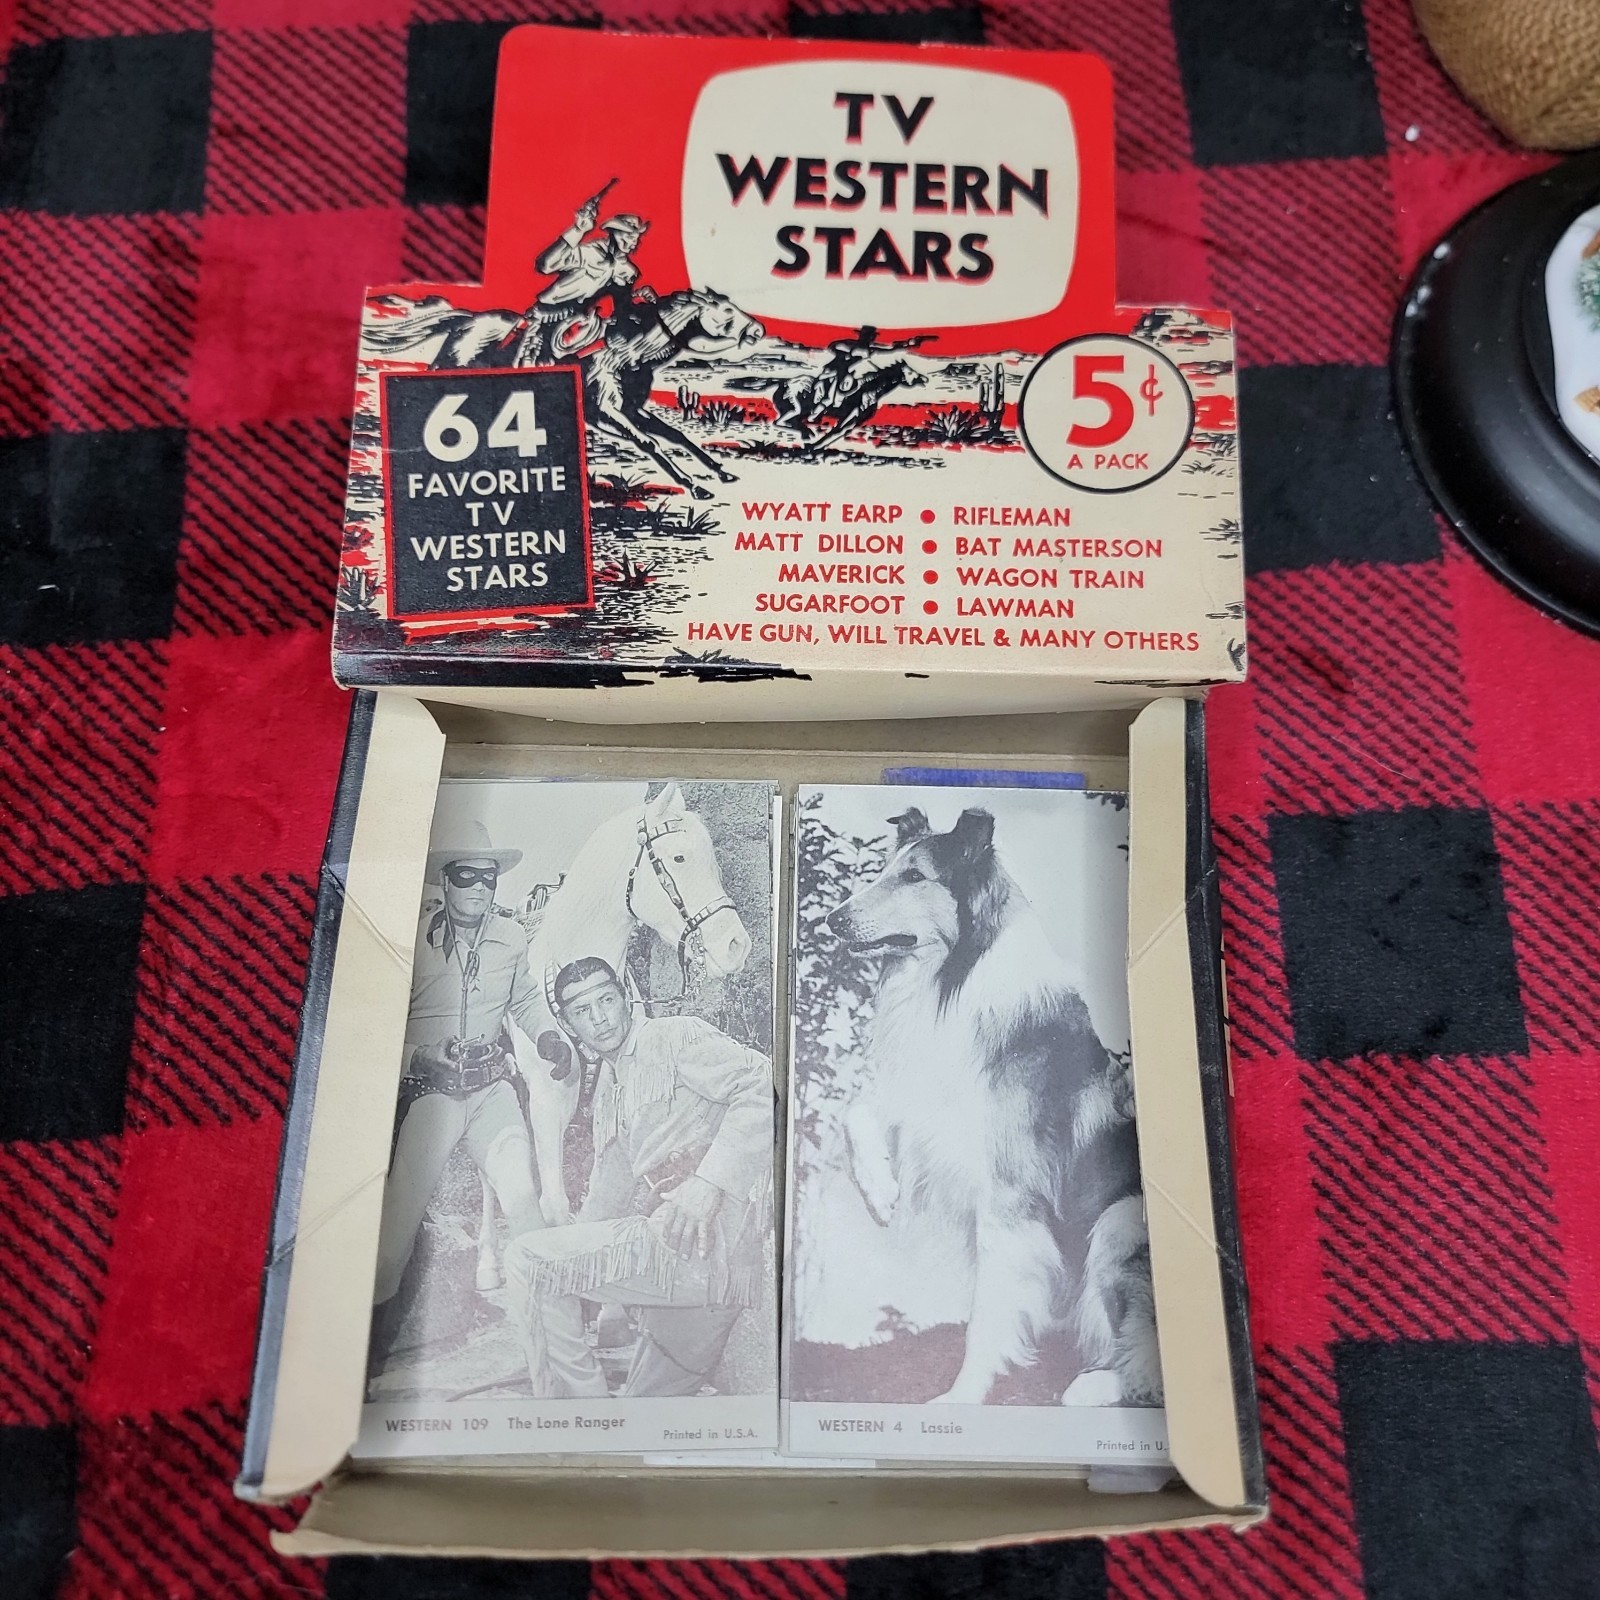 TV
WESTERN
STARS
64
FAVORITE
TV
WESTERN
STARS
5¢
A PACK
WYATT EARP • RIFLEMAN
MATT DILLON • BAT MASTERSON
MAVERICK • WAGON TRAIN
SUGARFOOT • LAWMAN
HAVE GUN, WILL TRAVEL & MANY OTHERS
WESTERN 109 The Lone Ranger
Printed in U.S.A.
WESTERN 4 Lassie
Printed in U.